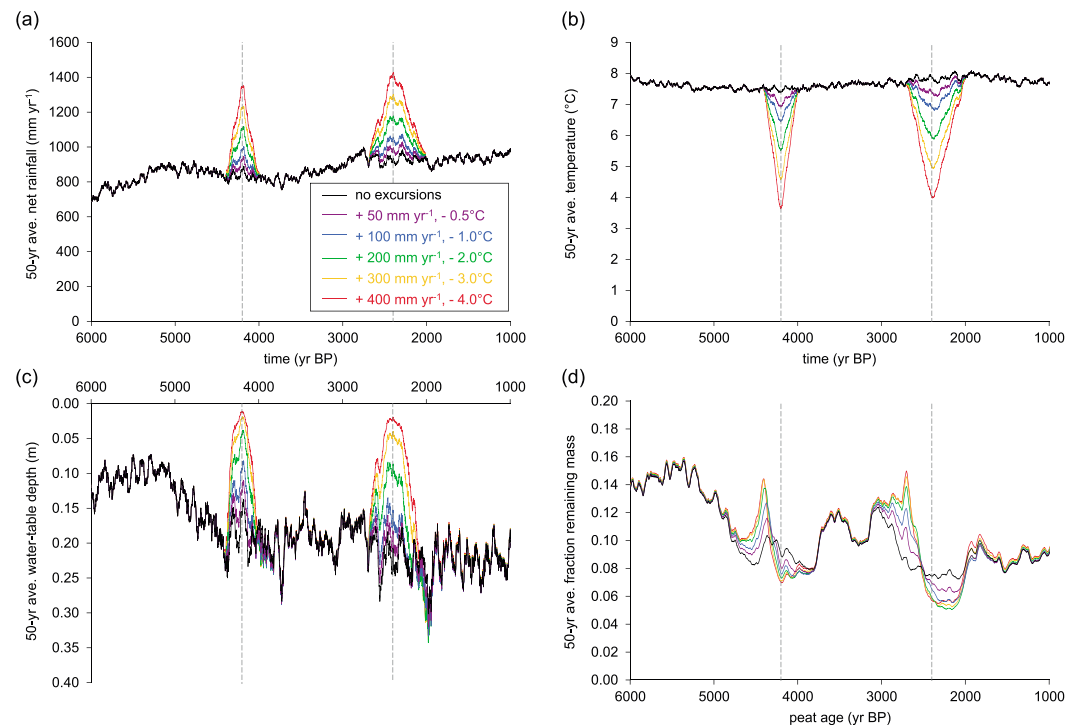 (a)
1600
1400
1200
1000
800
600
400
200
0
50-yr ave. net rainfall (mm yr⁻¹)
no excursions
+ 50 mm yr⁻¹, - 0.5°C
+ 100 mm yr⁻¹, - 1.0°C
+ 200 mm yr⁻¹, - 2.0°C
+ 300 mm yr⁻¹, - 3.0°C
+ 400 mm yr⁻¹, - 4.0°C
6000 5000 4000 3000 2000 1000
time (yr BP)
(b)
9
8
7
6
5
4
3
2
1
0
50-yr ave. temperature (°C)
6000 5000 4000 3000 2000 1000
time (yr BP)
(c)
6000 5000 4000 3000 2000 1000
0.00
0.05
0.10
0.15
0.20
0.25
0.30
0.35
0.40
50-yr ave. water-table depth (m)
(d)
0.20
0.18
0.16
0.14
0.12
0.10
0.08
0.06
0.04
0.02
0.00
50-yr ave. fraction remaining mass
6000 5000 4000 3000 2000 1000
peat age (yr BP)